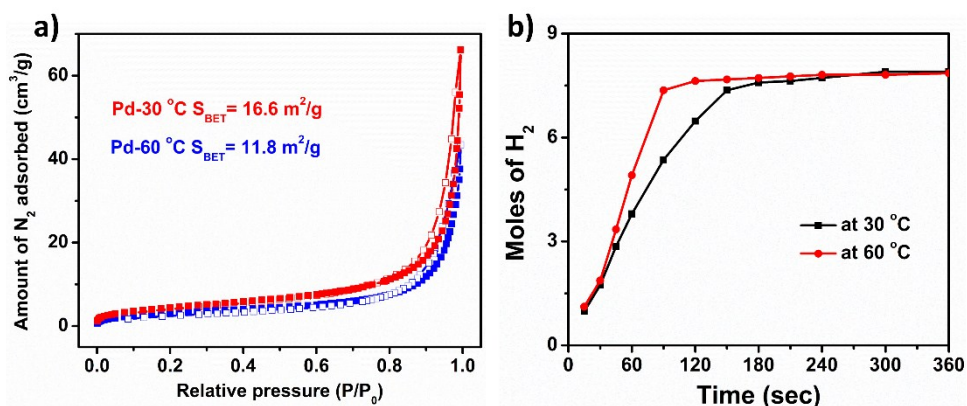 a)
Amount of N₂ adsorbed (cm³/g)
60
40
20
0
Pd-30 °C S_BET= 16.6 m²/g
Pd-60 °C S_BET= 11.8 m²/g
0.0 0.2 0.4 0.6 0.8 1.0
Relative pressure (P/P₀)
b)
Moles of H₂
9
6
3
0
at 30 °C
at 60 °C
0 60 120 180 240 300 360
Time (sec)